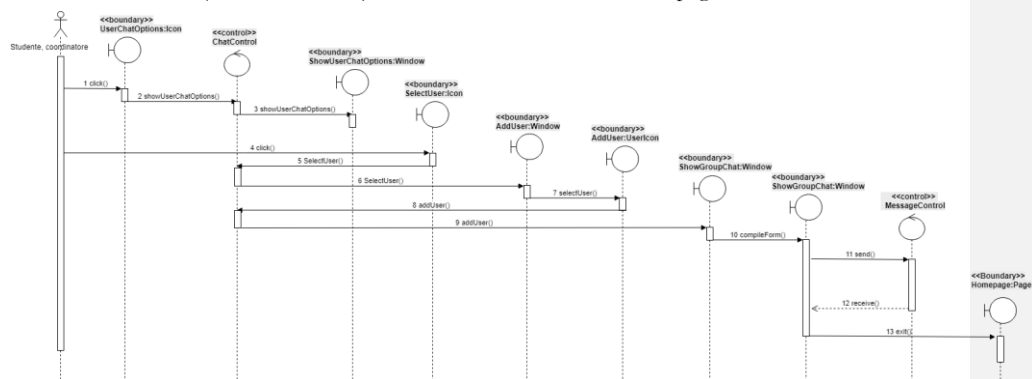 <<boundary>>
UserChatOptions:Icon
Studente, coordinatore
<<control>>
ChatControl
<<boundary>>
ShowUserChatOptions:Window
<<boundary>>
SelectUser:Icon
<<boundary>>
AddUser:Window
<<boundary>>
AddUser:UserIcon
<<boundary>>
ShowGroupChat:Window
<<boundary>>
ShowGroupChat:Window
<<control>>
MessageControl
<<Boundary>>
Homepage:Page
1 click()
2 showUserChatOptions()
3 showUserChatOptions()
4 click()
5 SelectUser()
6 SelectUser()
7 selectUser()
8 addUser()
9 addUser()
10 compileForm()
11 send()
12 receive()
13 exit()